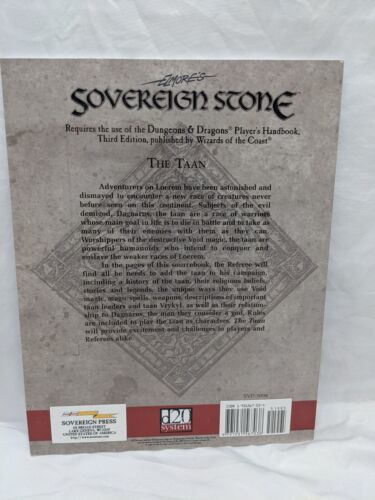 ELMORE'S
SOVEREIGN STONE
Requires the use of the Dungeons & Dragons® Player's Handbook,
Third Edition, published by Wizards of the Coast®
THE TAAN
Adventurers on Loerem have been astonished and
dismayed to encounter a new race of creatures never
before seen on this continent. Subjects of the evil
demigod, Dagnarus, the taan are a race of warriors
whose main goal in life is to die in battle and to take as
many of their enemies with them as they can.
Worshippers of the destructive Void magic, the taan are
powerful humanoids who intend to conquer and
enslave the weaker races of Loerem.
In the pages of this sourcebook, the Referee will
find all he needs to add the taan to his campaign,
including a history of the taan, their religious beliefs,
stories and legends, the unique ways they use Void
magic, magic spells, weapons, descriptions of important
taan leaders and taan Vrykyl, as well as their relation-
ship to Dagnarus, the man they consider a god. Rules
are included to play the taan as characters. The Taan
will provide excitement and challenges to players and
Referees alike.
SOVEREIGN PRESS
UNITED STATES OF AMERICA
d20
system
ISBN